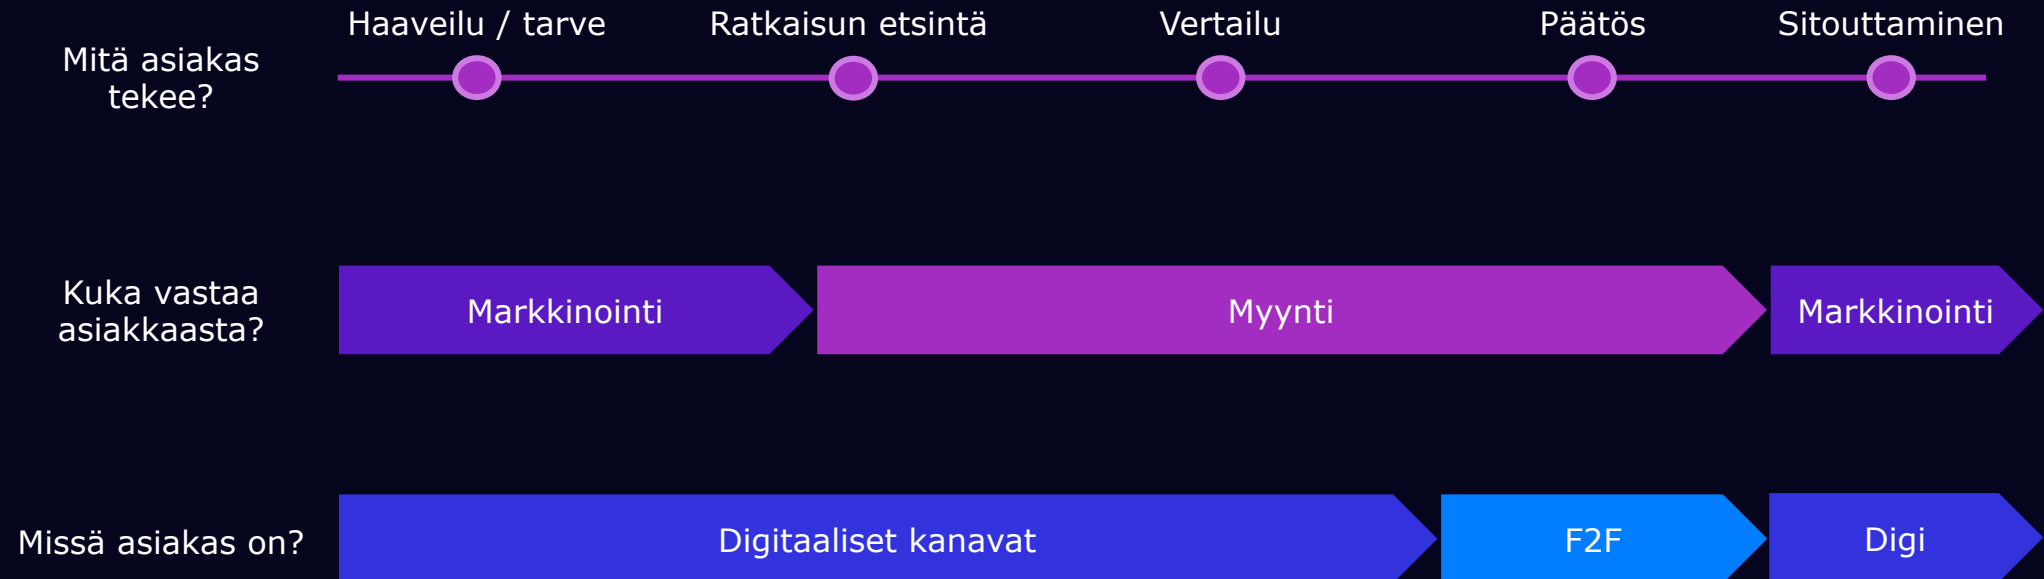 Haaveilu / tarve
Ratkaisun etsintä
Vertailu
Päätös
Sitouttaminen
Mitä asiakas
tekee?
Kuka vastaa
asiakkaasta?
Markkinointi
Myynti
Markkinointi
Missä asiakas on?
Digitaaliset kanavat
F2F
Digi